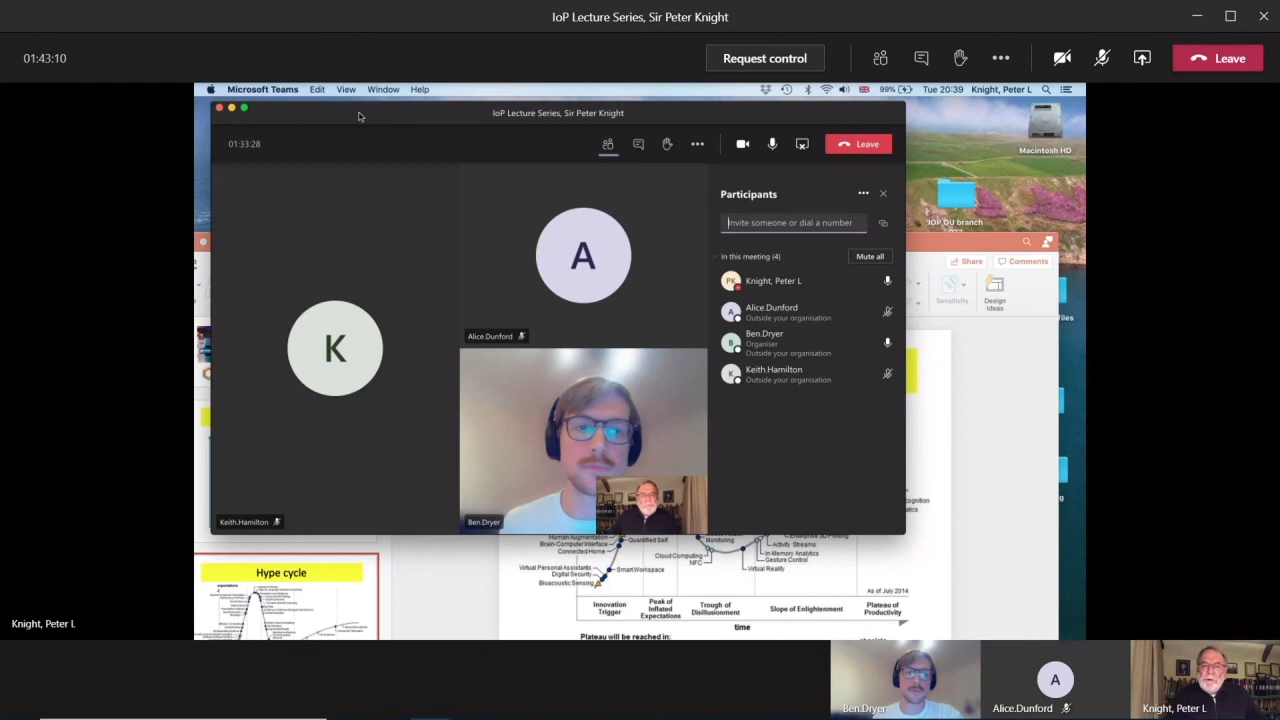 IoP Lecture Series, Sir Peter Knight
01:43:10
Request control
Leave
Microsoft Teams Edit View Window Help
99% Tue 20:39 Knight, Peter L
IoP Lecture Series, Sir Peter Knight
Macintosh HD
01:33:28
Leave
Participants
Invite someone or dial a number
IOP OU branch
In this meeting (4)
Mute all
Share
Comments
PK
Knight, Peter L
Sensitivity
Design
Ideas
A
Alice.Dunford
Outside your organisation
files
B
Ben.Dryer
Organiser
Outside your organisation
K
Keith.Hamilton
Outside your organisation
A
Alice.Dunford
K
Keith.Hamilton
Ben.Dryer
Human Augmentation
Quantified Self
Brain-Computer Interface
Connected Home
Monitoring
Activity Streams
Cloud Computing
In-Memory Analytics
NFC
Gesture Control
Virtual Personal Assistants
Smart Workspace
Virtual Reality
Digital Security
Bioacoustic Sensing
As of July 2014
Innovation
Trigger
Peak of
Inflated
Expectations
Trough of
Disillusionment
Slope of Enlightenment
Plateau of
Productivity
time
Plateau will be reached in:
Hype cycle
expectations
Knight, Peter L
Ben.Dryer
A
Alice.Dunford
Knight, Peter L